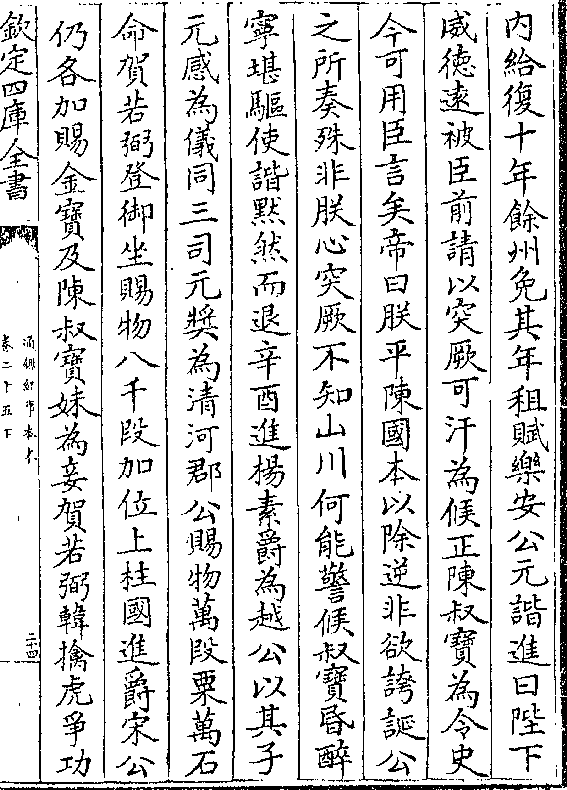 内給復十年餘州免其年租賦樂安公元諧進曰陛下
威徳逺被臣前請以突厥可汗為候正陳叔寶為令史
今可用臣言矣帝曰朕平陳國本以除逆非欲誇誕公
之所奏殊非朕心突厥不知山川何能警候叔寶昏醉
寧堪驅使諧黙然而退辛酉進楊素爵為越公以其子
元感為儀同三司元奬為清河郡公賜物萬段粟萬石
命賀若弼登御坐賜物八千段加位上柱國進爵宋公
仍各加賜金寶及陳叔寶妹為妾賀若弼韓擒虎爭功
欽定四庫全書
通鑑紀事本末
卷二十五下
二十四